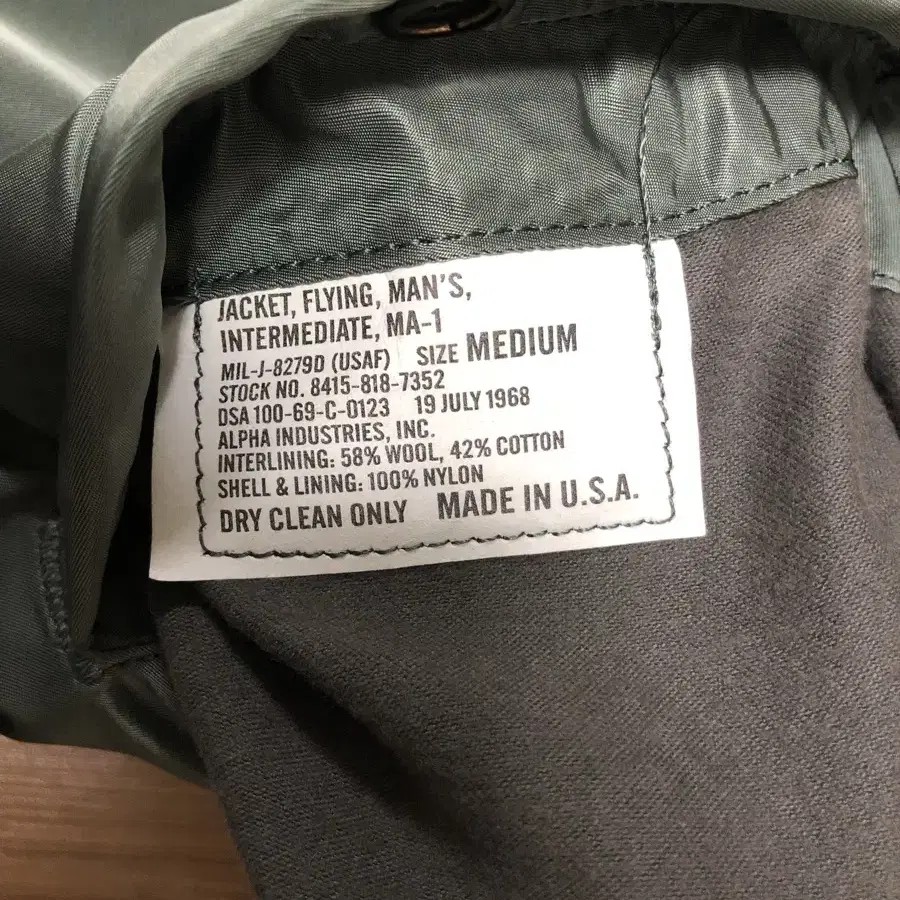 JACKET, FLYING, MAN'S,
INTERMEDIATE, MA-1
MIL-J-8279D (USAF) SIZE MEDIUM
STOCK NO. 8415-818-7352
DSA 100-69-C-0123 19 JULY 1968
ALPHA INDUSTRIES, INC.
INTERLINING: 58% WOOL, 42% COTTON
SHELL & LINING: 100% NYLON
DRY CLEAN ONLY MADE IN U.S.A.